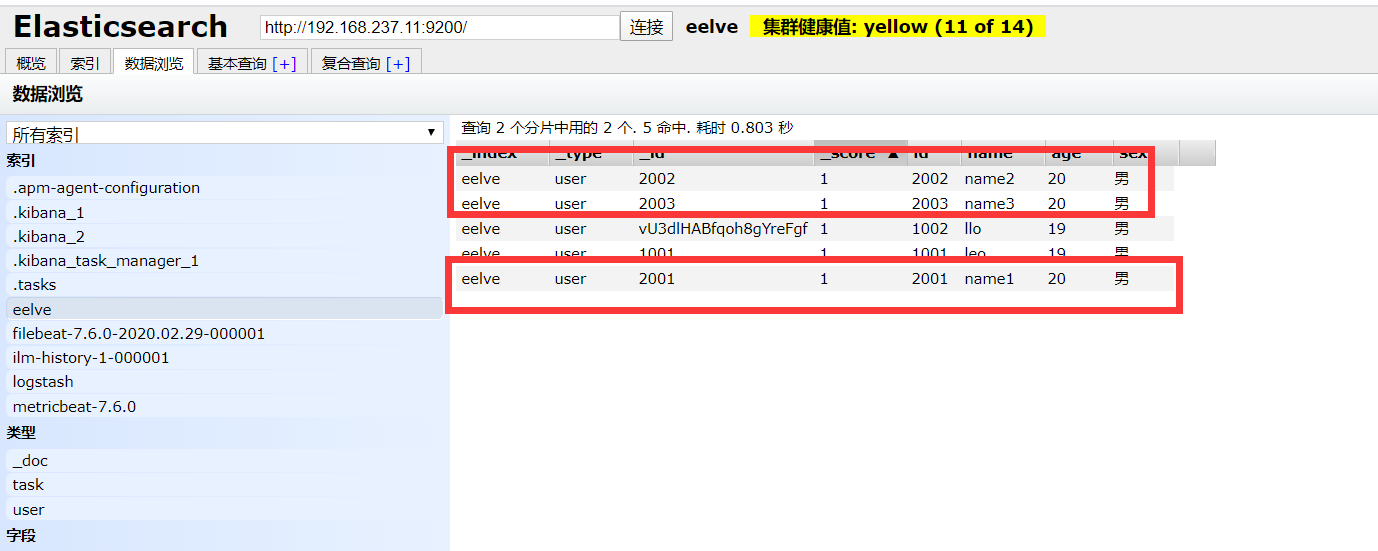 Elasticsearch http://192.168.237.11:9200/ 连接 eelve 集群健康值: yellow (11 of 14)
概览 索引 数据浏览 基本查询 [+] 复合查询 [+]
数据浏览
所有索引 ▼
索引
.apm-agent-configuration
.kibana_1
.kibana_2
.kibana_task_manager_1
.tasks
eelve
filebeat-7.6.0-2020.02.29-000001
ilm-history-1-000001
logstash
metricbeat-7.6.0
类型
_doc
task
user
字段
查询 2 个分片中用的 2 个. 5 命中. 耗时 0.803 秒
_index _type _id _score ▲ id name age sex
eelve user 2002 1 2002 name2 20 男
eelve user 2003 1 2003 name3 20 男
eelve user vU3dlHABfqoh8gYreFgf 1 1002 llo 19 男
eelve user 1001 1 1001 leo 19 男
eelve user 2001 1 2001 name1 20 男